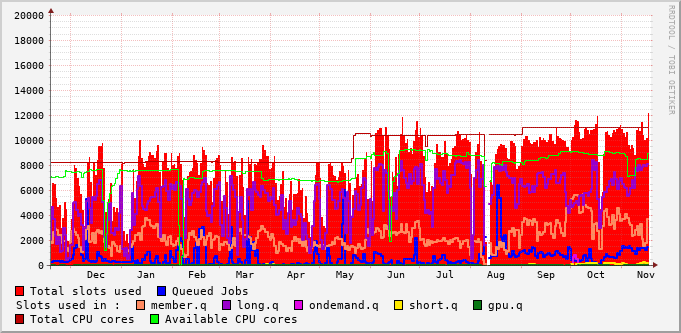 20000
18000
16000
14000
12000
10000
8000
6000
4000
2000
0
Dec Jan Feb Mar Apr May Jun Jul Aug Sep Oct Nov
RRDTOOL / TOBI OETIKER
Total slots used Queued Jobs
Slots used in : member.q long.q ondemand.q short.q gpu.q
Total CPU cores Available CPU cores